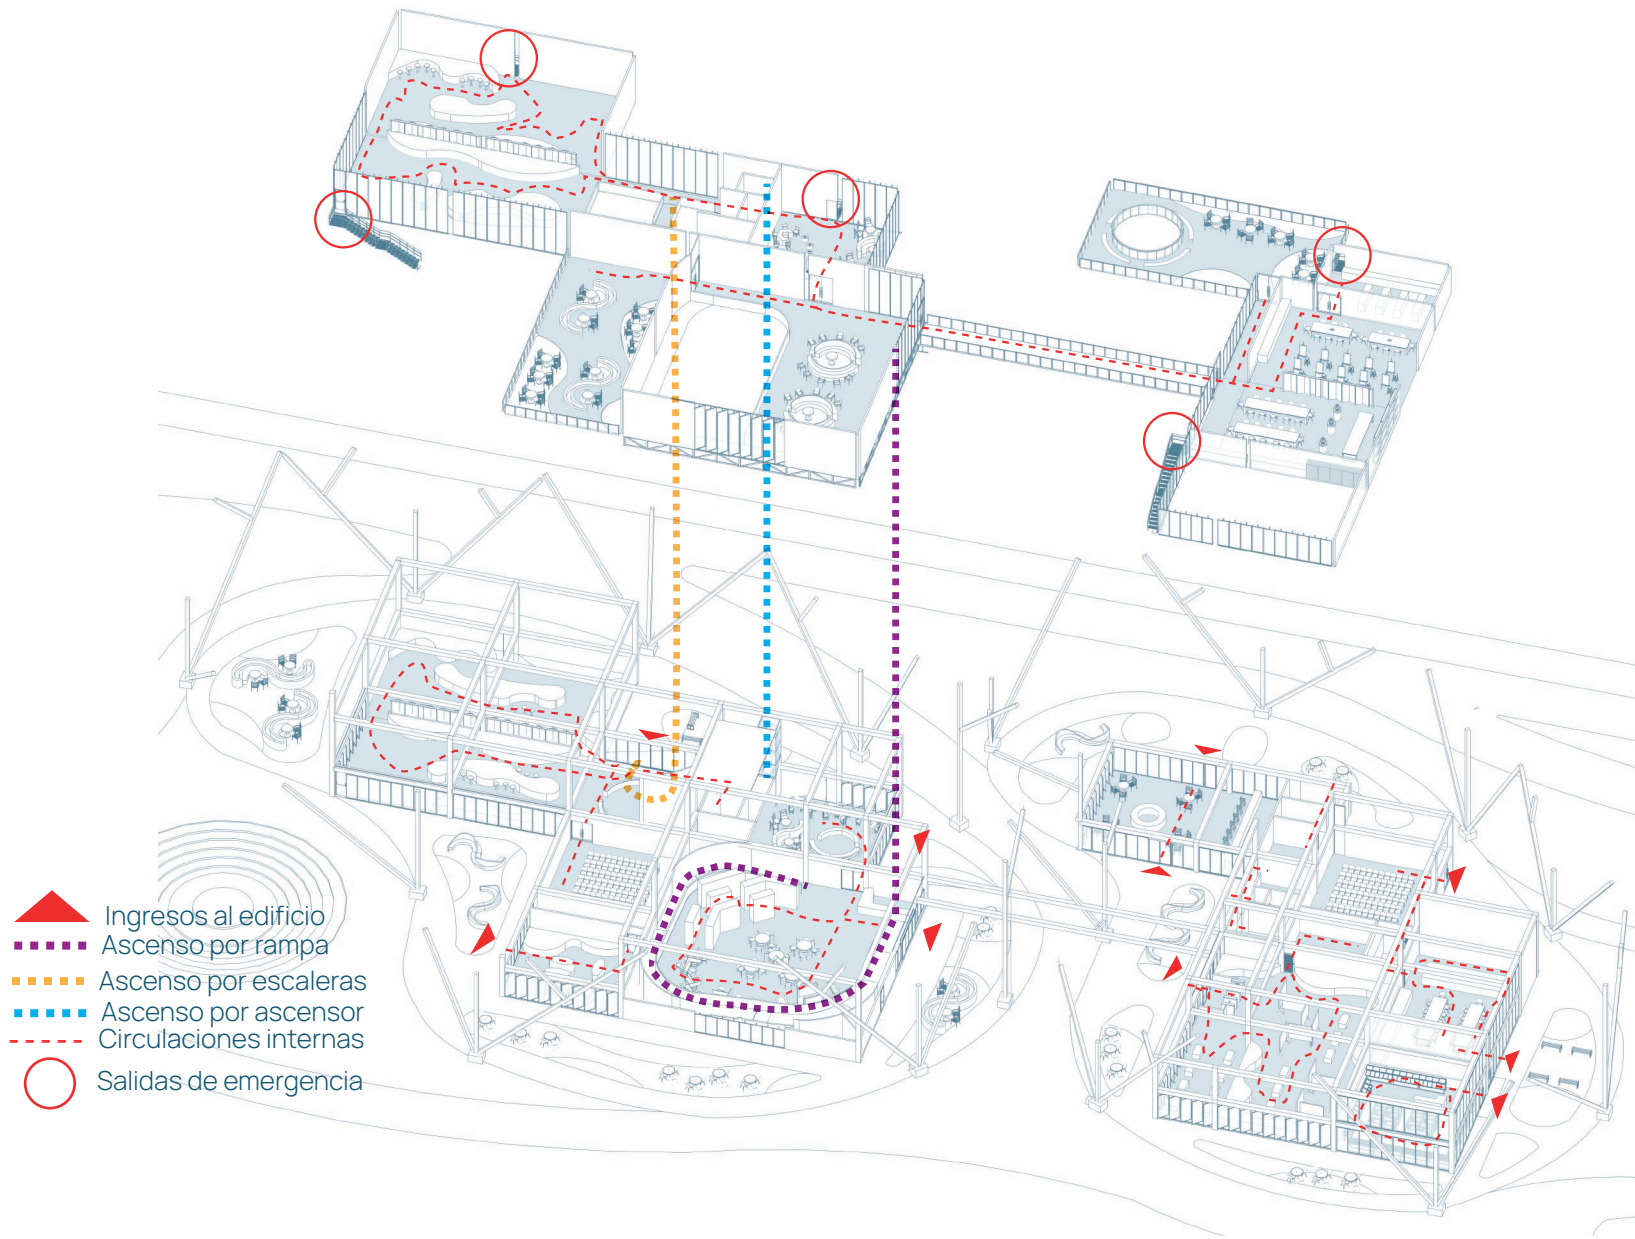 Ingresos al edificio
Ascenso por rampa
Ascenso por escaleras
Ascenso por ascensor
Circulaciones internas
Salidas de emergencia